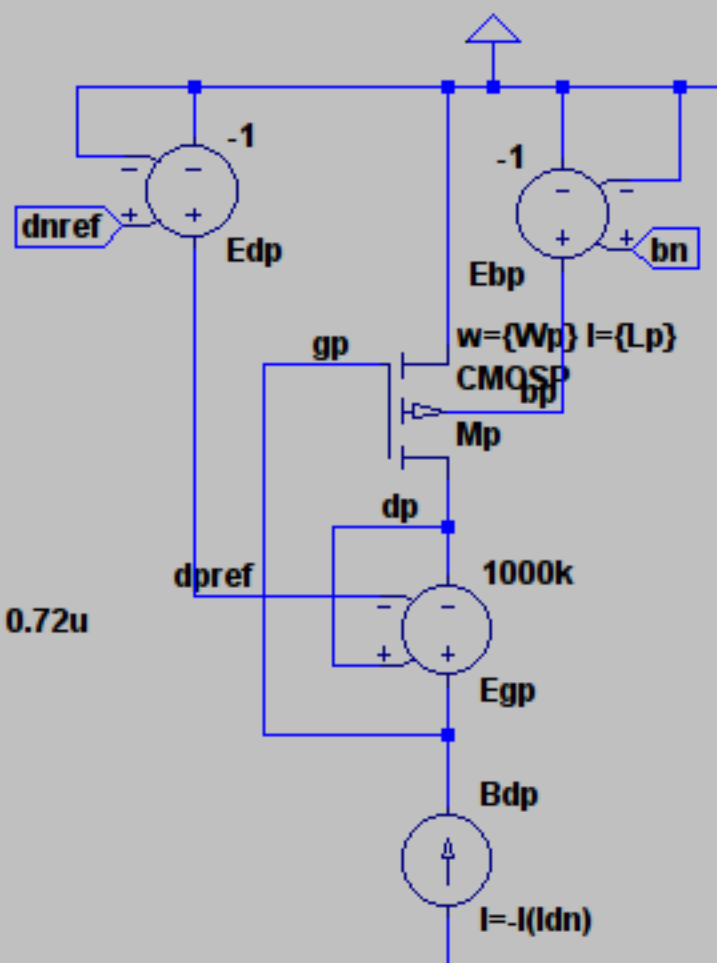 -1
-1
dnref
Edp
bn
Ebp
gp
w={Wp} l={Lp}
CMOSP
bp
Mp
dp
dpref
1000k
0.72u
Egp
Bdp
I=-I(Idn)